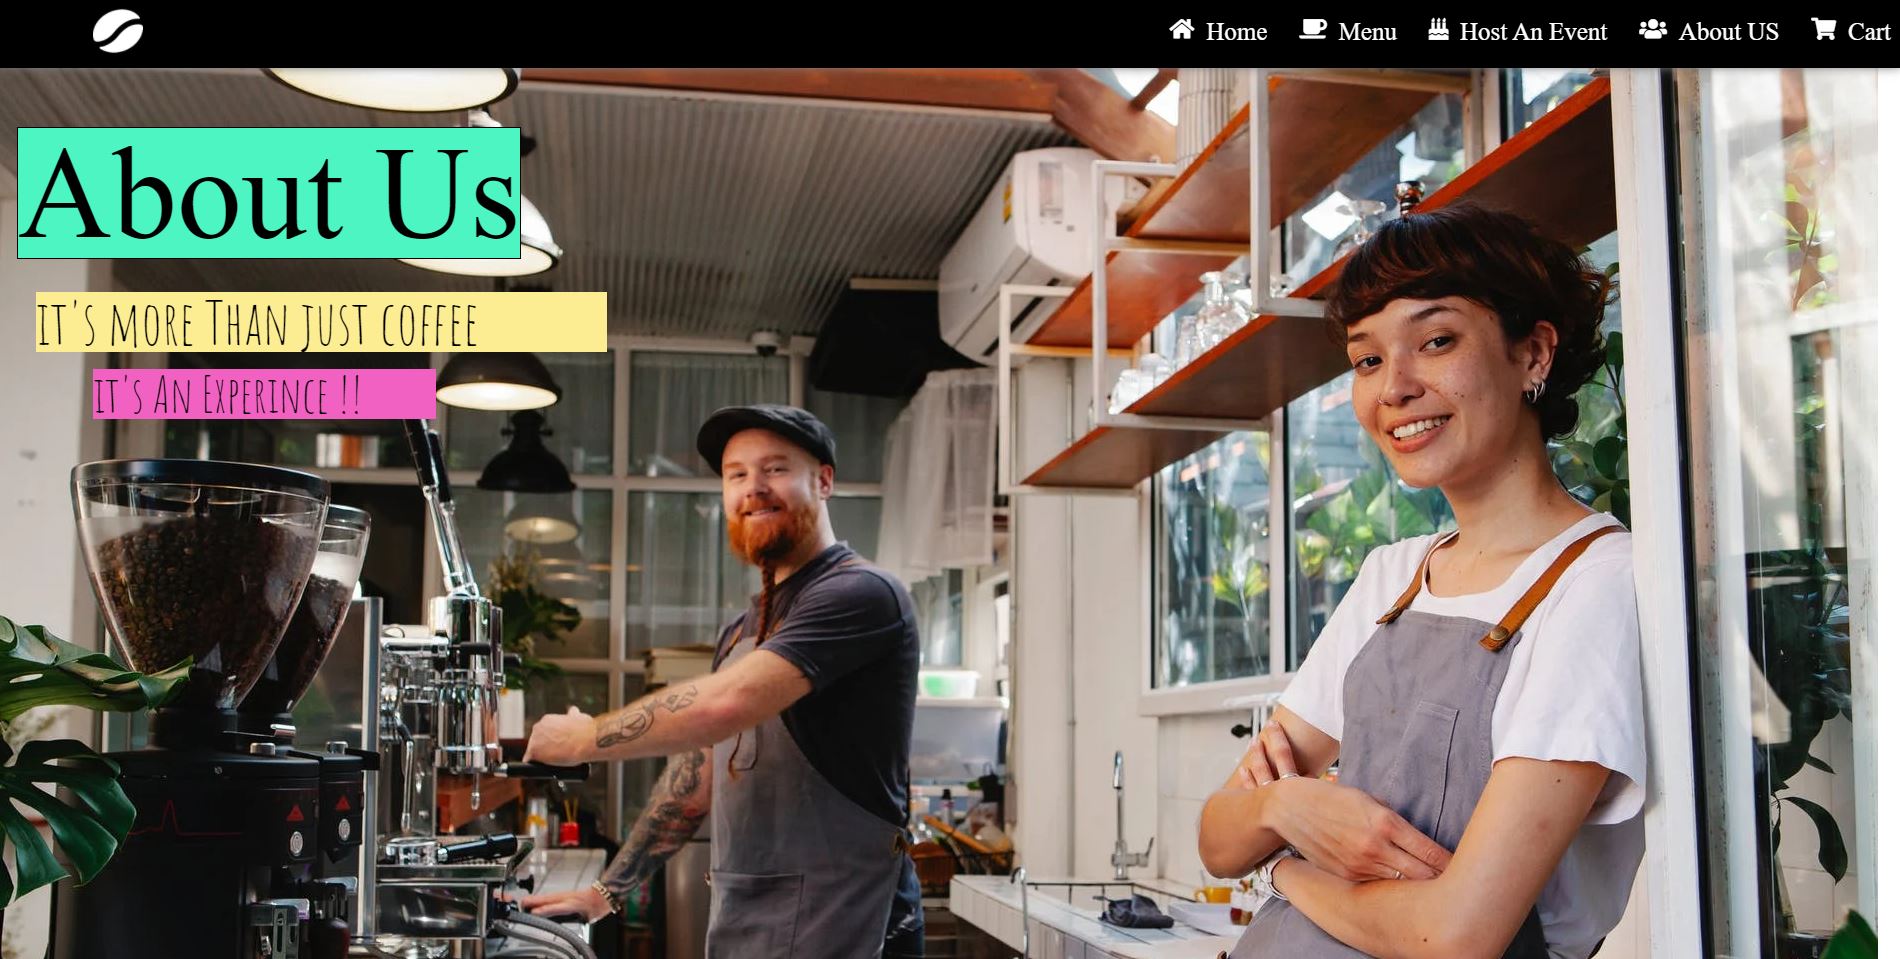 Home Menu Host An Event About US Cart
About Us
it's more Than just coffee
it's An Experince !!